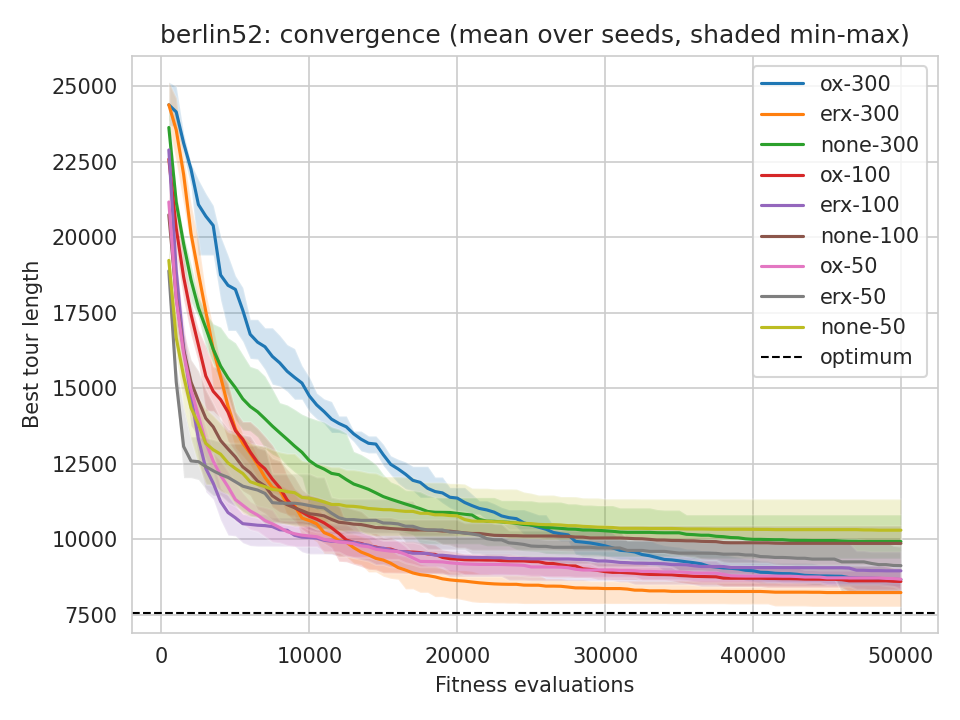 berlin52: convergence (mean over seeds, shaded min-max)
Best tour length
25000
22500
20000
17500
15000
12500
10000
7500
0
10000
20000
30000
40000
50000
Fitness evaluations
ox-300
erx-300
none-300
ox-100
erx-100
none-100
ox-50
erx-50
none-50
optimum